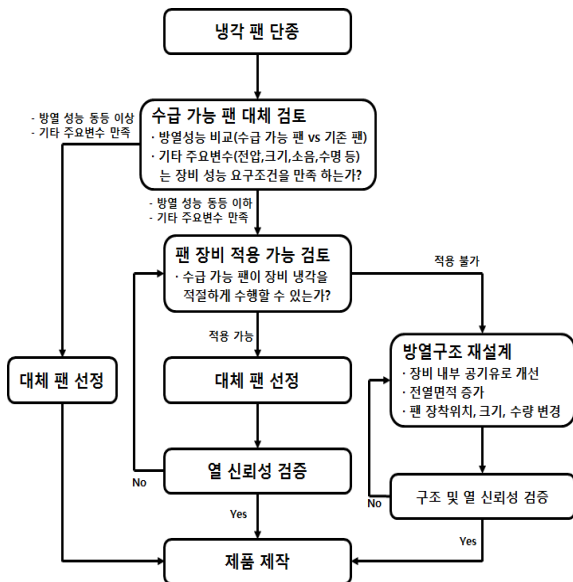 냉각 팬 단종
- 방열 성능 동등 이상
- 기타 주요변수 만족
수급 가능 팬 대체 검토
· 방열성능 비교(수급 가능 팬 vs 기존 팬)
· 기타 주요변수(전압,크기,소음,수명 등)
는 장비 성능 요구조건을 만족 하는가?
- 방열 성능 동등 이하
- 기타 주요변수 만족
팬 장비 적용 가능 검토
· 수급 가능 팬이 장비 냉각을
적절하게 수행할 수 있는가?
적용 불가
적용 가능
방열구조 재설계
· 장비 내부 공기유로 개선
· 전열면적 증가
· 팬 장착위치, 크기, 수량 변경
대체 팬 선정
대체 팬 선정
열 신뢰성 검증
No
Yes
구조 및 열 신뢰성 검증
No
Yes
제품 제작